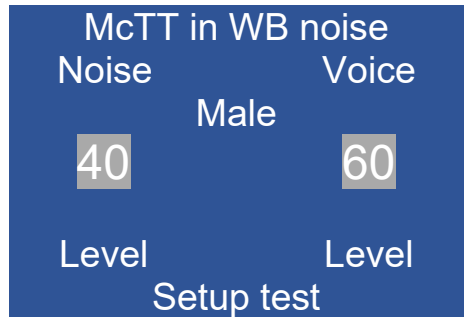 McTT in WB noise
Noise Voice
Male
40 60
Level Level
Setup test